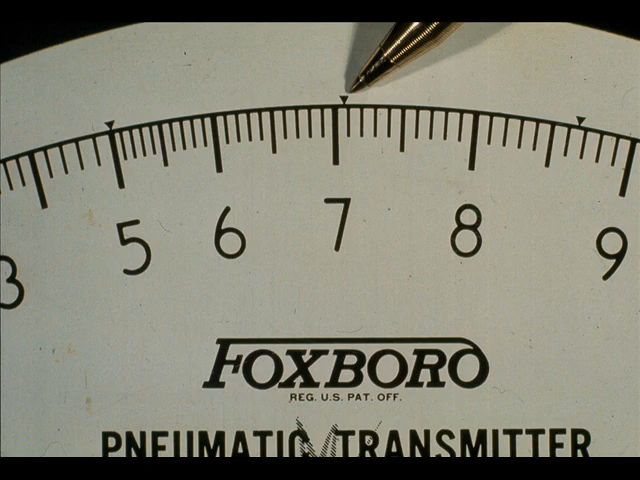 3 5 6 7 8 9
FOXBORO
REG. U.S. PAT. OFF.
PNEUMATIC TRANSMITTER